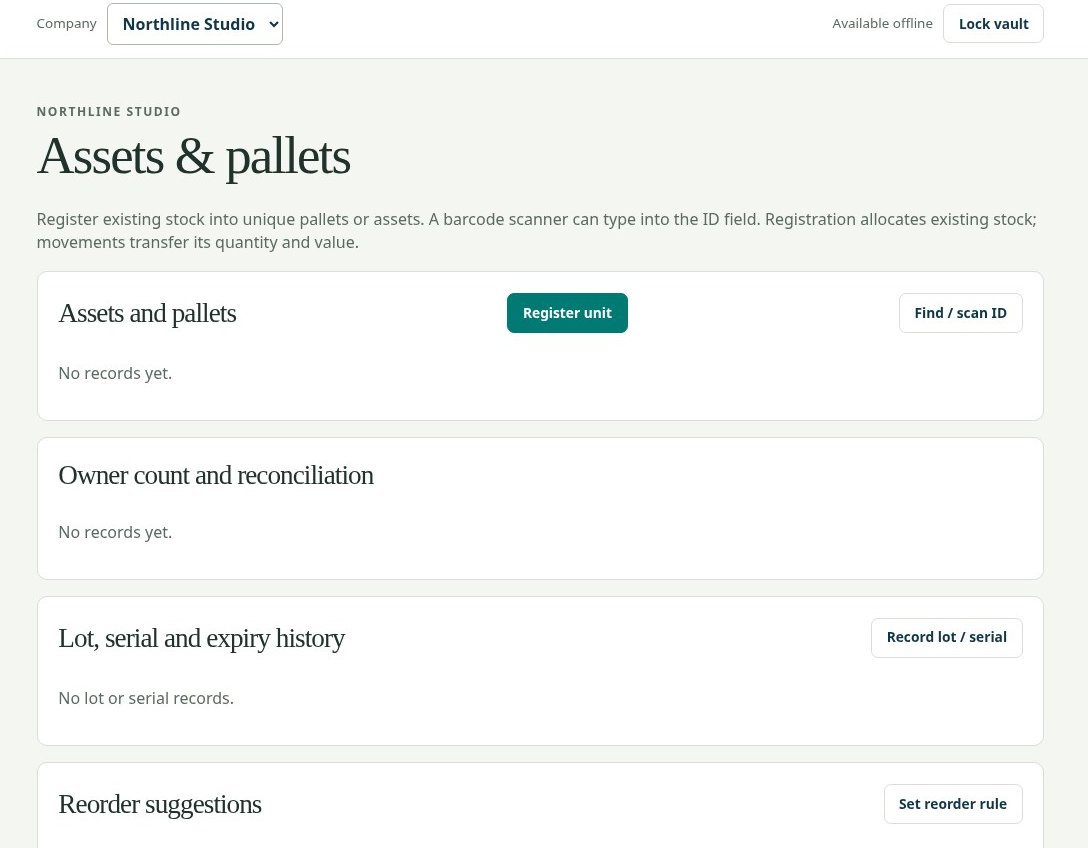 Company
Northline Studio
Available offline
Lock vault
NORTHLINE STUDIO
Assets & pallets
Register existing stock into unique pallets or assets. A barcode scanner can type into the ID field. Registration allocates existing stock;
movements transfer its quantity and value.
Assets and pallets
Register unit
Find / scan ID
No records yet.
Owner count and reconciliation
No records yet.
Lot, serial and expiry history
Record lot / serial
No lot or serial records.
Reorder suggestions
Set reorder rule